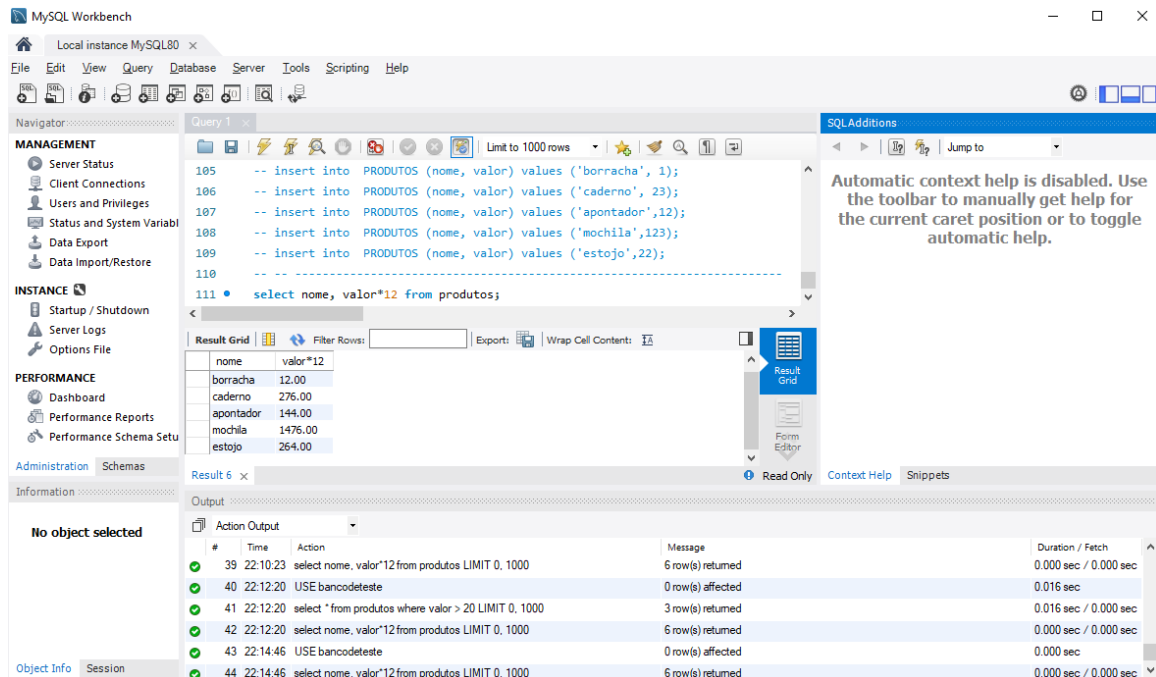 MySQL Workbench
Local instance MySQL80
File Edit View Query Database Server Tools Scripting Help
Navigator
MANAGEMENT
Server Status
Client Connections
Users and Privileges
Status and System Variabl
Data Export
Data Import/Restore
INSTANCE
Startup / Shutdown
Server Logs
Options File
PERFORMANCE
Dashboard
Performance Reports
Performance Schema Setu
Administration Schemas
Information
No object selected
Object Info Session
Query 1
Limit to 1000 rows
105 -- insert into PRODUTOS (nome, valor) values ('borracha', 1);
106 -- insert into PRODUTOS (nome, valor) values ('caderno', 23);
107 -- insert into PRODUTOS (nome, valor) values ('apontador',12);
108 -- insert into PRODUTOS (nome, valor) values ('mochila',123);
109 -- insert into PRODUTOS (nome, valor) values ('estojo',22);
110 -- -- -----------------------------------------------------------------
111 select nome, valor*12 from produtos;
Result Grid Filter Rows: Export: Wrap Cell Content:
nome valor*12
borracha 12.00
caderno 276.00
apontador 144.00
mochila 1476.00
estojo 264.00
Result Grid
Form Editor
Result 6 Read Only
SQLAdditions
Jump to
Automatic context help is disabled. Use
the toolbar to manually get help for
the current caret position or to toggle
automatic help.
Context Help Snippets
Output
Action Output
# Time Action Message Duration / Fetch
39 22:10:23 select nome, valor*12 from produtos LIMIT 0, 1000 6 row(s) returned 0.000 sec / 0.000 sec
40 22:12:20 USE bancodeteste 0 row(s) affected 0.016 sec
41 22:12:20 select * from produtos where valor > 20 LIMIT 0, 1000 3 row(s) returned 0.016 sec / 0.000 sec
42 22:12:20 select nome, valor*12 from produtos LIMIT 0, 1000 6 row(s) returned 0.000 sec / 0.000 sec
43 22:14:46 USE bancodeteste 0 row(s) affected 0.000 sec
44 22:14:46 select nome, valor*12 from produtos LIMIT 0, 1000 6 row(s) returned 0.000 sec / 0.000 sec